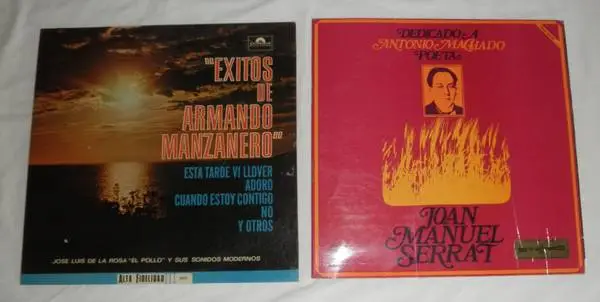 "EXITOS
DE
ARMANDO
MANZANERO"
ESTA TARDE VI LLOVER
ADORO
CUANDO ESTOY CONTIGO
NO
Y OTROS
JOSE LUIS DE LA ROSA "EL POLLO" Y SUS SONIDOS MODERNOS
ALTA FIDELIDAD
DEDICADO A
ANTONIO MACHADO
POETA
JOAN
MANUEL
SERRAT